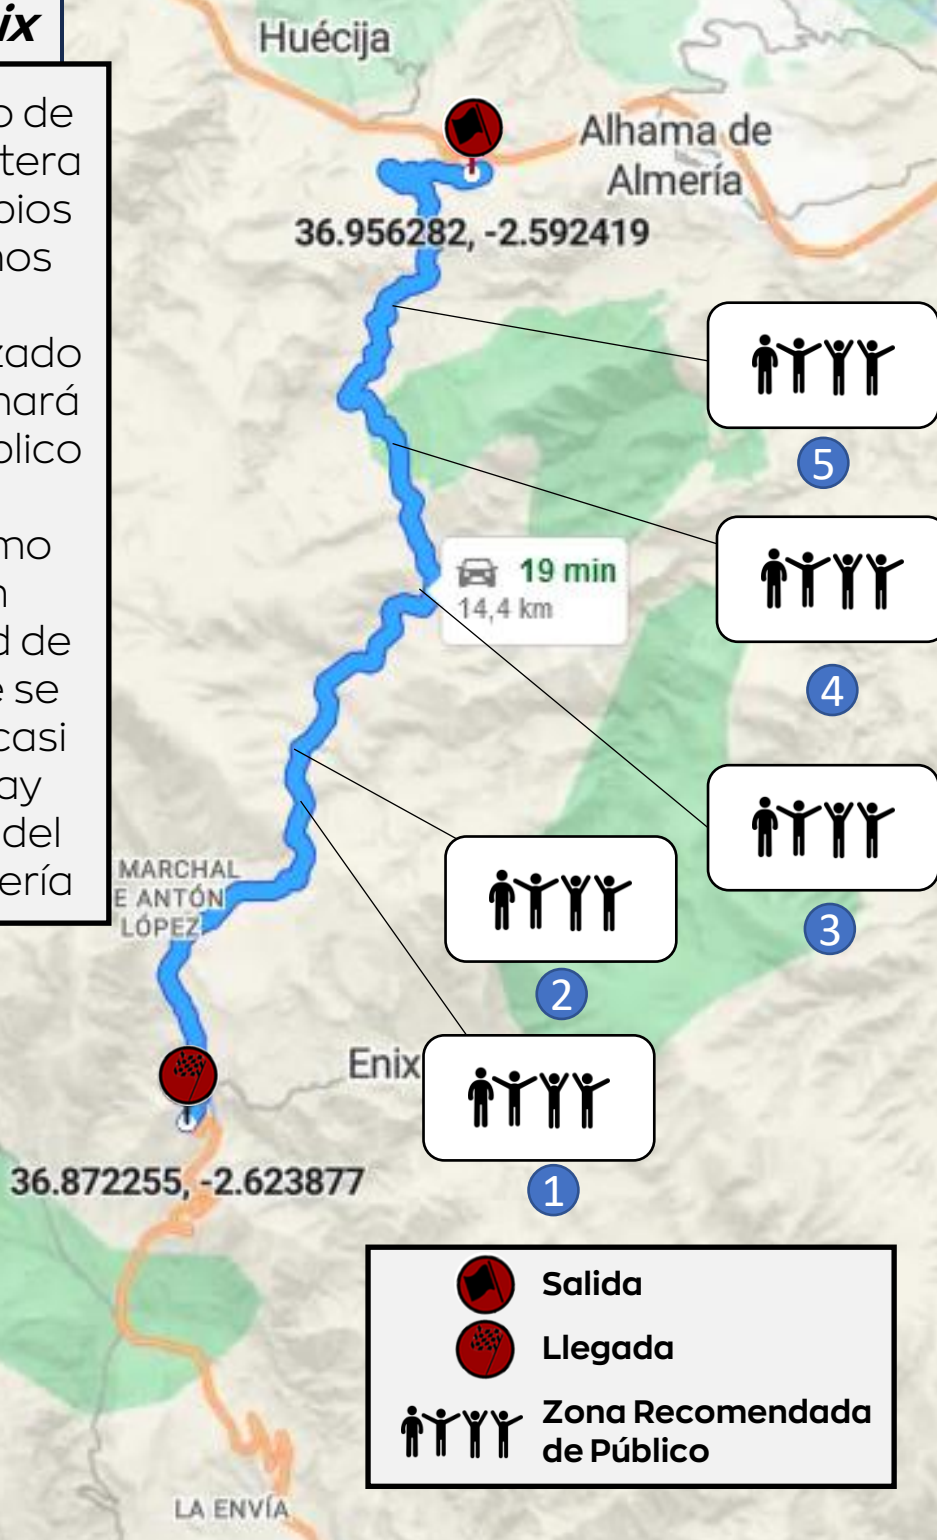 ix
o de
tera
bios
nos
zado
nará
blico
mo
n
d de
e se
casi
ay
del
ería
Huécija
Alhama de
Almería
36.956282, -2.592419
5
19 min
14,4 km
4
3
MARCHAL
E ANTÓN
LÓPEZ
2
Enix
1
36.872255, -2.623877
Salida
Llegada
Zona Recomendada
de Público
LA ENVÍA